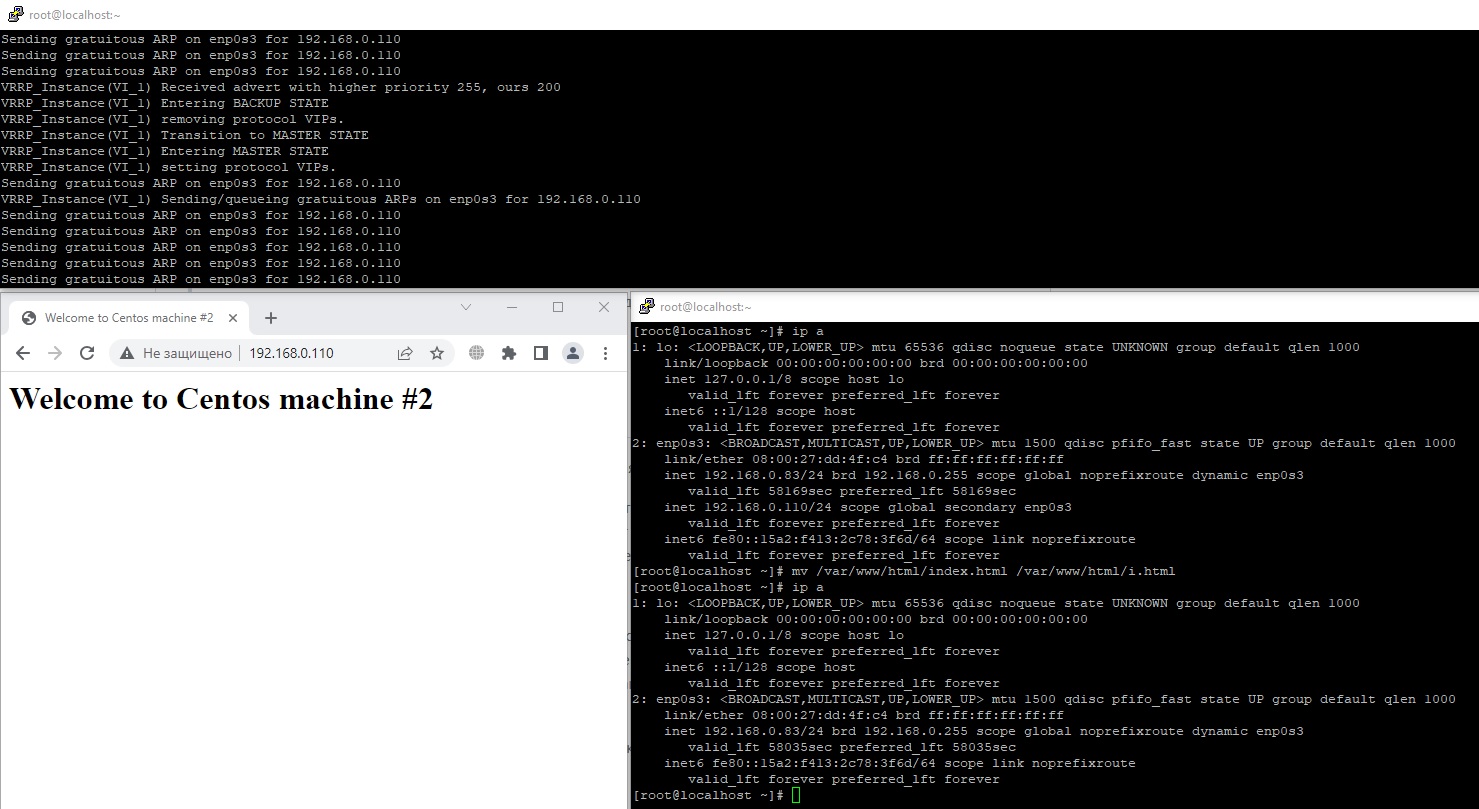 root@localhost:~
Sending gratuitous ARP on enp0s3 for 192.168.0.110
Sending gratuitous ARP on enp0s3 for 192.168.0.110
Sending gratuitous ARP on enp0s3 for 192.168.0.110
VRRP_Instance(VI_1) Received advert with higher priority 255, ours 200
VRRP_Instance(VI_1) Entering BACKUP STATE
VRRP_Instance(VI_1) removing protocol VIPs.
VRRP_Instance(VI_1) Transition to MASTER STATE
VRRP_Instance(VI_1) Entering MASTER STATE
VRRP_Instance(VI_1) setting protocol VIPs.
Sending gratuitous ARP on enp0s3 for 192.168.0.110
VRRP_Instance(VI_1) Sending/queueing gratuitous ARPs on enp0s3 for 192.168.0.110
Sending gratuitous ARP on enp0s3 for 192.168.0.110
Sending gratuitous ARP on enp0s3 for 192.168.0.110
Sending gratuitous ARP on enp0s3 for 192.168.0.110
Sending gratuitous ARP on enp0s3 for 192.168.0.110
Sending gratuitous ARP on enp0s3 for 192.168.0.110
Welcome to Centos machine #2
Не защищено 192.168.0.110
Welcome to Centos machine #2
root@localhost:~
[root@localhost ~]# ip a
1: lo: <LOOPBACK,UP,LOWER_UP> mtu 65536 qdisc noqueue state UNKNOWN group default qlen 1000
link/loopback 00:00:00:00:00:00 brd 00:00:00:00:00:00
inet 127.0.0.1/8 scope host lo
valid_lft forever preferred_lft forever
inet6 ::1/128 scope host
valid_lft forever preferred_lft forever
2: enp0s3: <BROADCAST,MULTICAST,UP,LOWER_UP> mtu 1500 qdisc pfifo_fast state UP group default qlen 1000
link/ether 08:00:27:dd:4f:c4 brd ff:ff:ff:ff:ff:ff
inet 192.168.0.83/24 brd 192.168.0.255 scope global noprefixroute dynamic enp0s3
valid_lft 58169sec preferred_lft 58169sec
inet 192.168.0.110/24 scope global secondary enp0s3
valid_lft forever preferred_lft forever
inet6 fe80::15a2:f413:2c78:3f6d/64 scope link noprefixroute
valid_lft forever preferred_lft forever
[root@localhost ~]# mv /var/www/html/index.html /var/www/html/i.html
[root@localhost ~]# ip a
1: lo: <LOOPBACK,UP,LOWER_UP> mtu 65536 qdisc noqueue state UNKNOWN group default qlen 1000
link/loopback 00:00:00:00:00:00 brd 00:00:00:00:00:00
inet 127.0.0.1/8 scope host lo
valid_lft forever preferred_lft forever
inet6 ::1/128 scope host
valid_lft forever preferred_lft forever
2: enp0s3: <BROADCAST,MULTICAST,UP,LOWER_UP> mtu 1500 qdisc pfifo_fast state UP group default qlen 1000
link/ether 08:00:27:dd:4f:c4 brd ff:ff:ff:ff:ff:ff
inet 192.168.0.83/24 brd 192.168.0.255 scope global noprefixroute dynamic enp0s3
valid_lft 58035sec preferred_lft 58035sec
inet6 fe80::15a2:f413:2c78:3f6d/64 scope link noprefixroute
valid_lft forever preferred_lft forever
[root@localhost ~]#